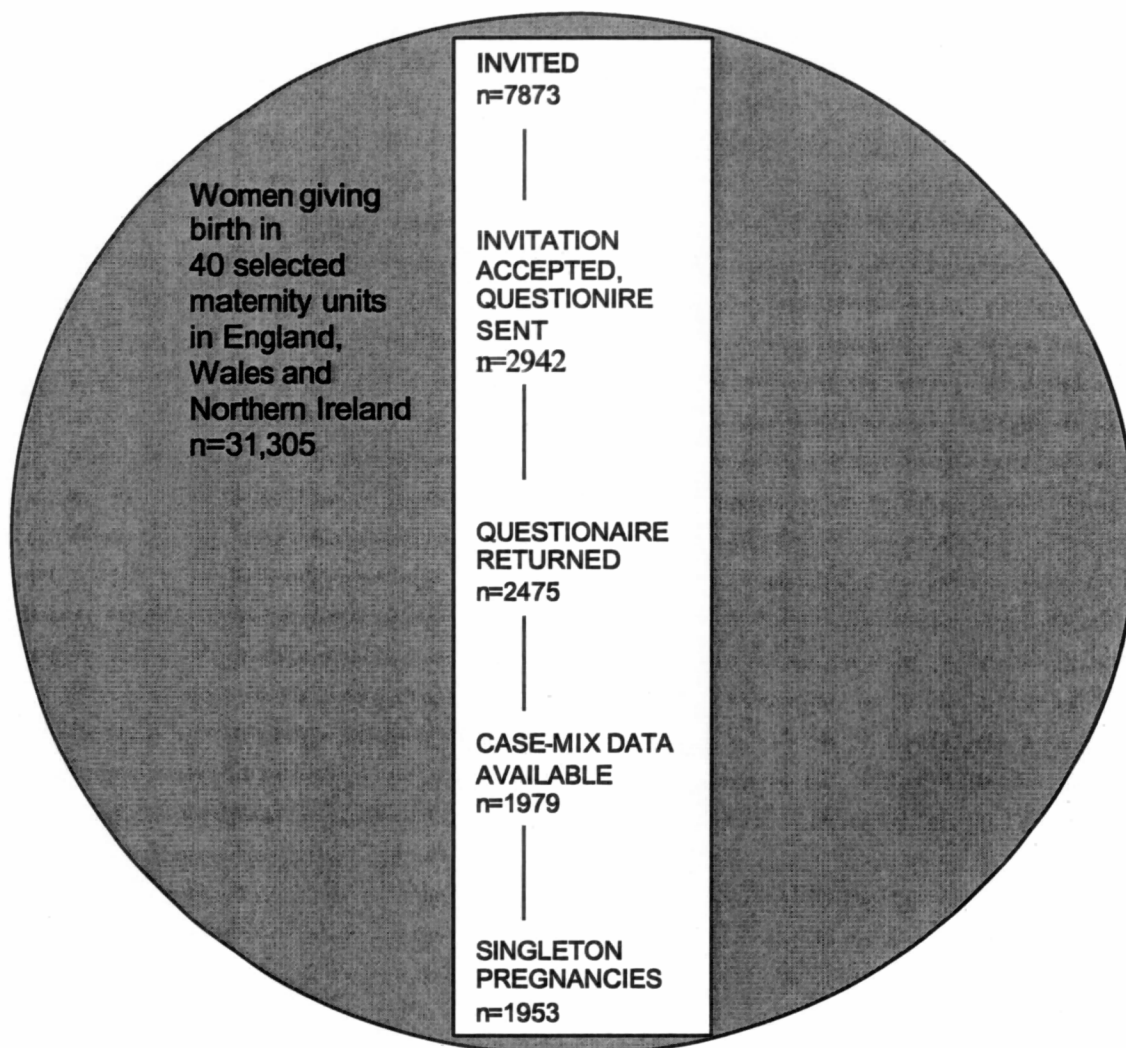 Women giving
birth in
40 selected
maternity units
in England,
Wales and
Northern Ireland
n=31,305
INVITED
n=7873
INVITATION
ACCEPTED,
QUESTIONIRE
SENT
n=2942
QUESTIONAIRE
RETURNED
n=2475
CASE-MIX DATA
AVAILABLE
n=1979
SINGLETON
PREGNANCIES
n=1953